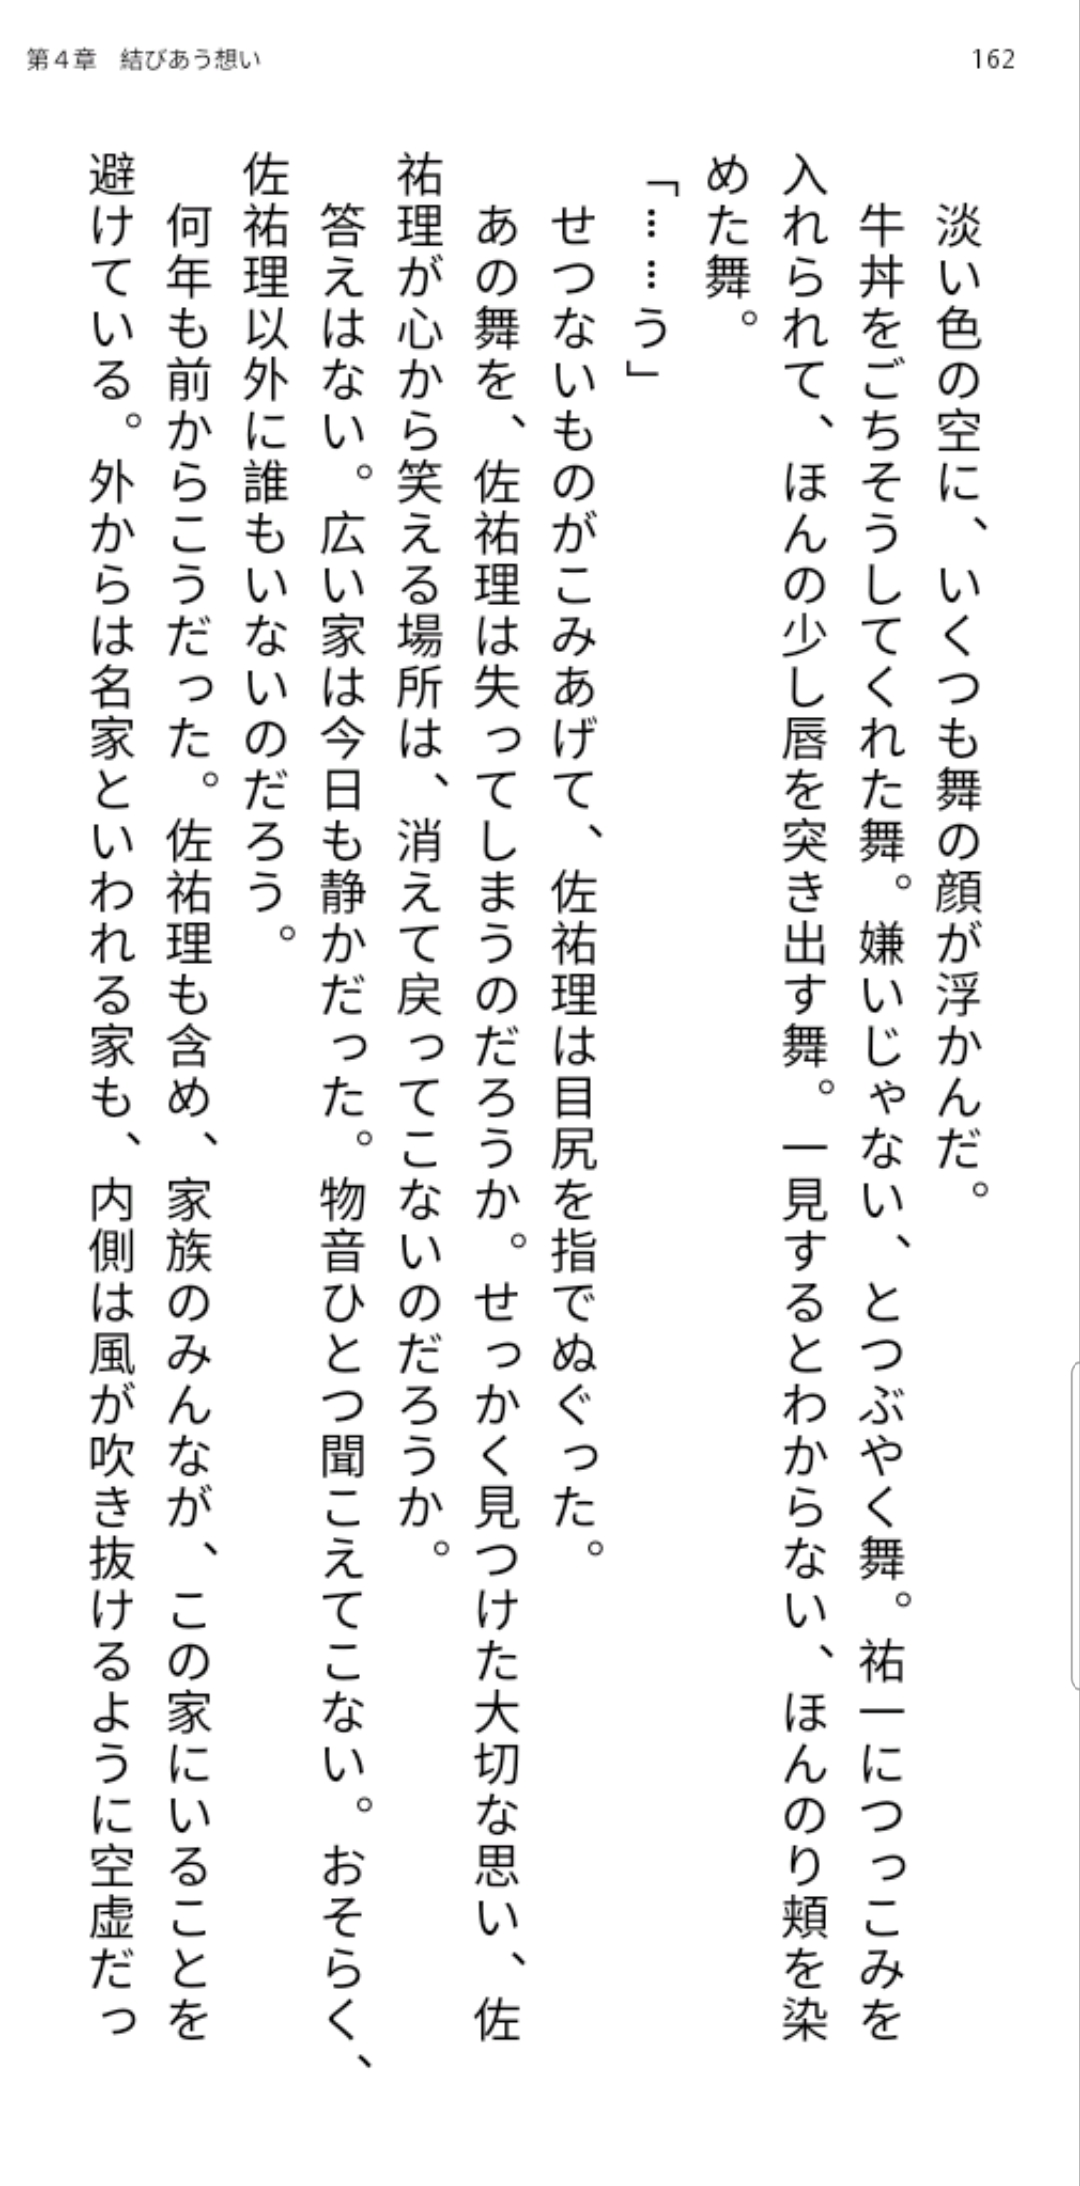 第４章　結びあう想い
162
　淡い色の空に、いくつも舞の顔が浮かんだ。
　牛丼をごちそうしてくれた舞。嫌いじゃない、とつぶやく舞。祐一につっこみを
入れられて、ほんの少し唇を突き出す舞。一見するとわからない、ほんのり頬を染
めた舞。
「……う」
　せつないものがこみあげて、佐祐理は目尻を指でぬぐった。
　あの舞を、佐祐理は失ってしまうのだろうか。せっかく見つけた大切な思い、佐
祐理が心から笑える場所は、消えて戻ってこないのだろうか。
　答えはない。広い家は今日も静かだった。物音ひとつ聞こえてこない。おそらく、
佐祐理以外に誰もいないのだろう。
　何年も前からこうだった。佐祐理も含め、家族のみんなが、この家にいることを
避けている。外からは名家といわれる家も、内側は風が吹き抜けるように空虚だっ